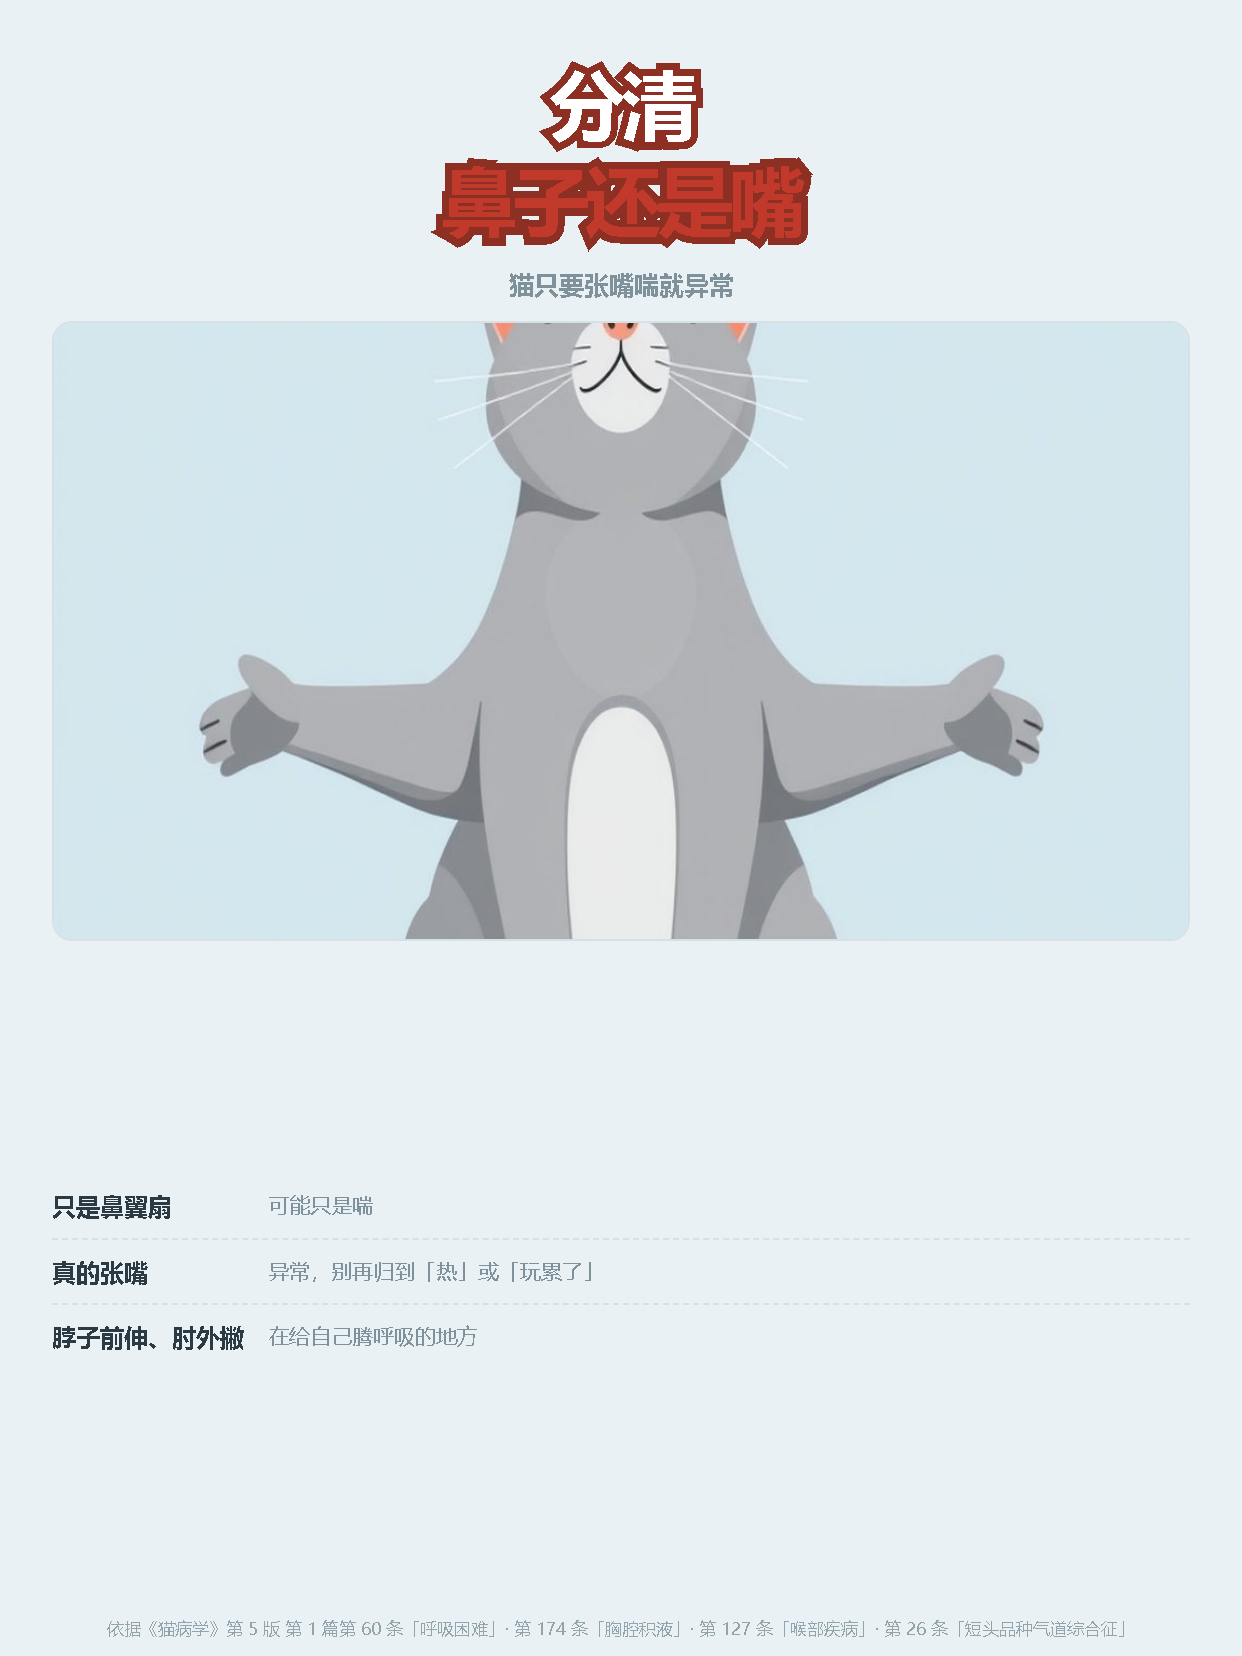 分清
鼻子还是嘴
猫只要张嘴喘就异常
只是鼻翼扇 可能只是喘
真的张嘴 异常，别再归到「热」或「玩累了」
脖子前伸、肘外撇 在给自己腾呼吸的地方
依据《猫病学》第 5 版 第 1 篇第 60 条「呼吸困难」· 第 174 条「胸腔积液」· 第 127 条「喉部疾病」· 第 26 条「短头品种气道综合征」